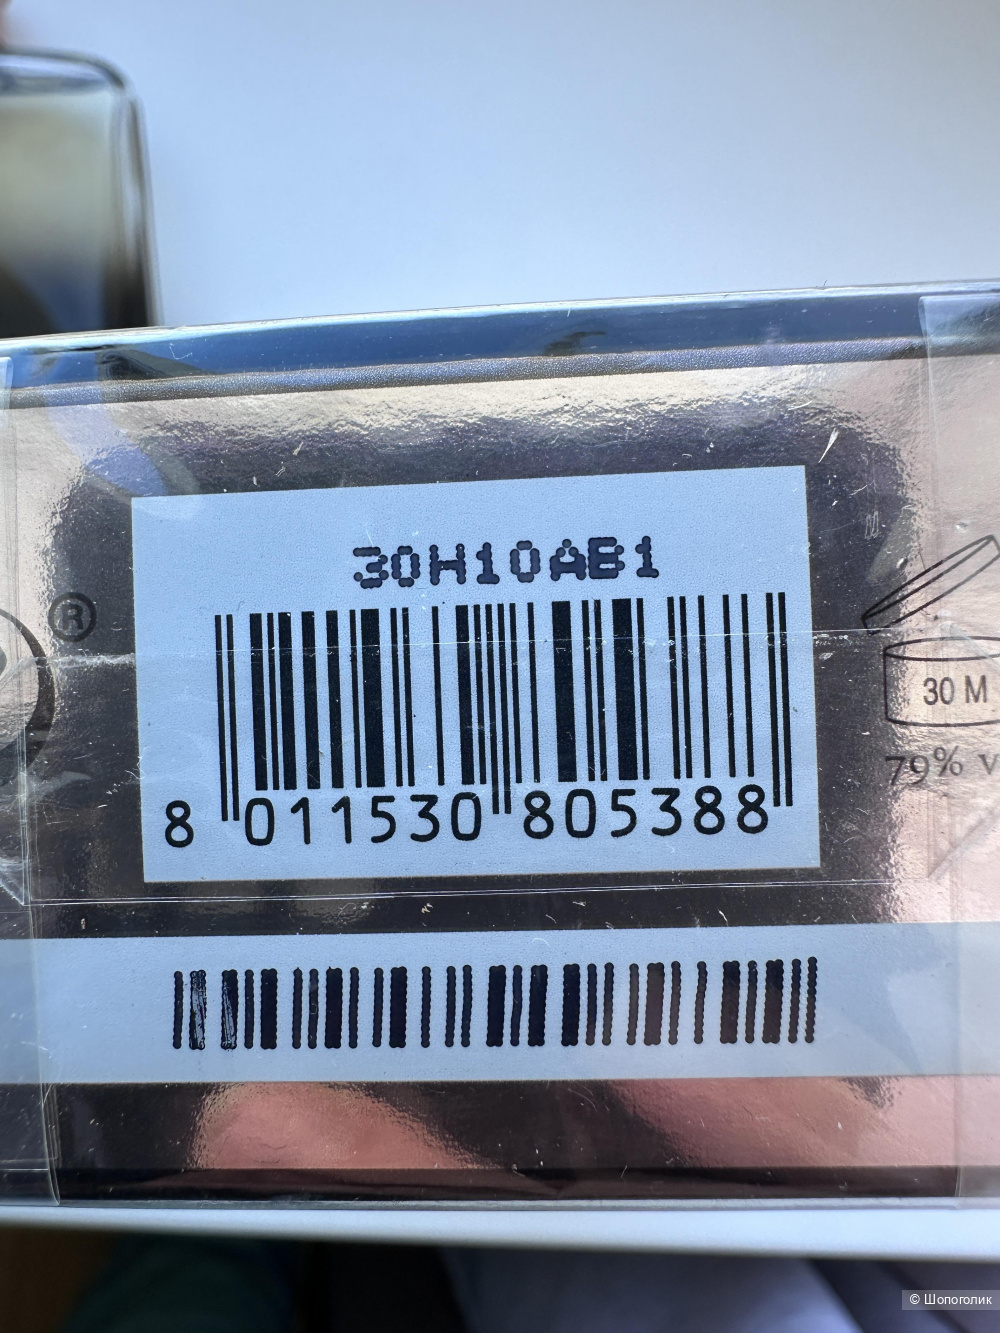 30H10AB1
®
30 M
8 011530 805388
79% v
© Шопоголик